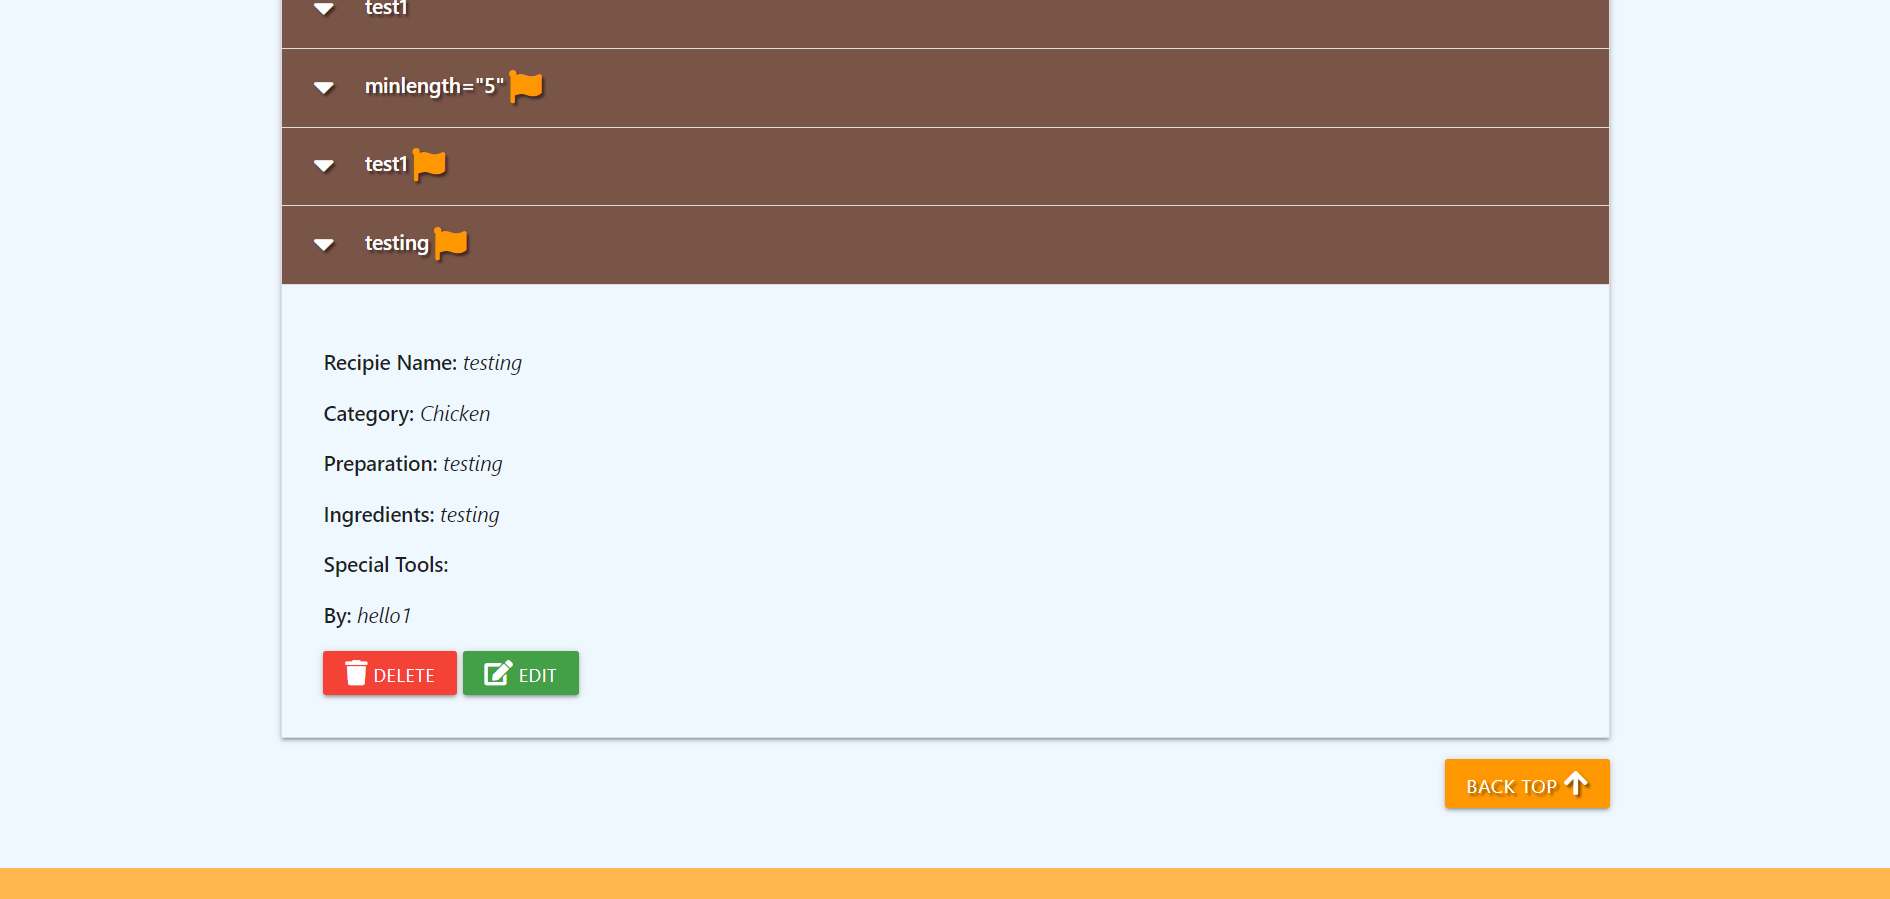 test1
minlength="5"
test1
testing
Recipie Name: testing
Category: Chicken
Preparation: testing
Ingredients: testing
Special Tools:
By: hello1
DELETE EDIT
BACK TOP